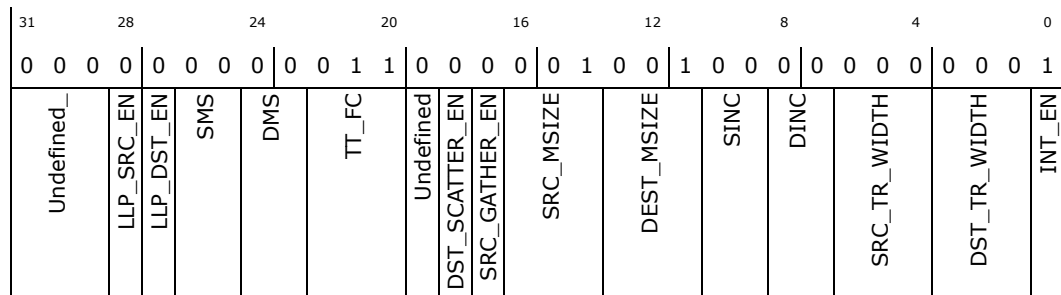 31 28 24 20 16 12 8 4 0
0 0 0 0 0 0 0 0 0 0 1 1 0 0 0 0 0 1 0 0 1 0 0 0 0 0 0 0 0 0 0 1
Undefined_
LLP_SRC_EN
LLP_DST_EN
SMS
DMS
TT_FC
Undefined
DST_SCATTER_EN
SRC_GATHER_EN
SRC_MSIZE
DEST_MSIZE
SINC
DINC
SRC_TR_WIDTH
DST_TR_WIDTH
INT_EN